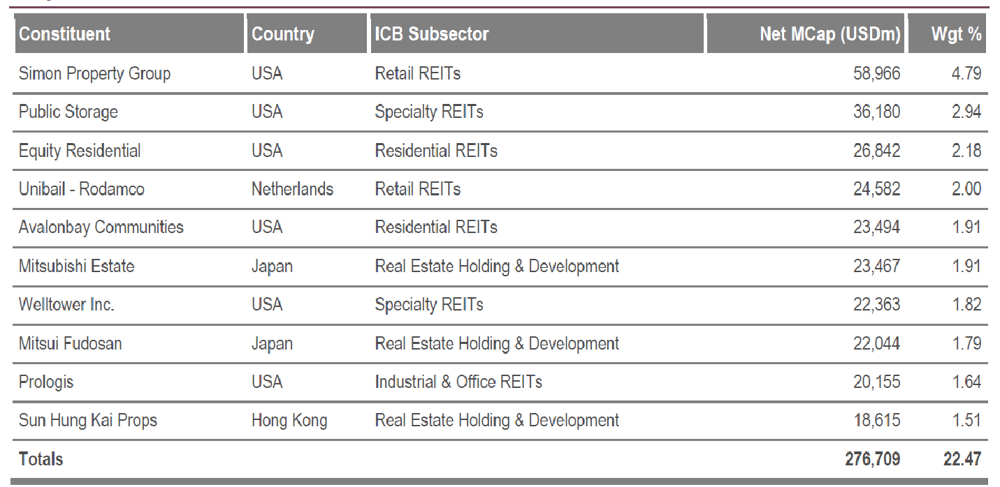 Constituent Country ICB Subsector Net MCap (USDm) Wgt %
Simon Property Group USA Retail REITs 58,966 4.79
Public Storage USA Specialty REITs 36,180 2.94
Equity Residential USA Residential REITs 26,842 2.18
Unibail - Rodamco Netherlands Retail REITs 24,582 2.00
Avalonbay Communities USA Residential REITs 23,494 1.91
Mitsubishi Estate Japan Real Estate Holding & Development 23,467 1.91
Welltower Inc. USA Specialty REITs 22,363 1.82
Mitsui Fudosan Japan Real Estate Holding & Development 22,044 1.79
Prologis USA Industrial & Office REITs 20,155 1.64
Sun Hung Kai Props Hong Kong Real Estate Holding & Development 18,615 1.51
Totals 276,709 22.47